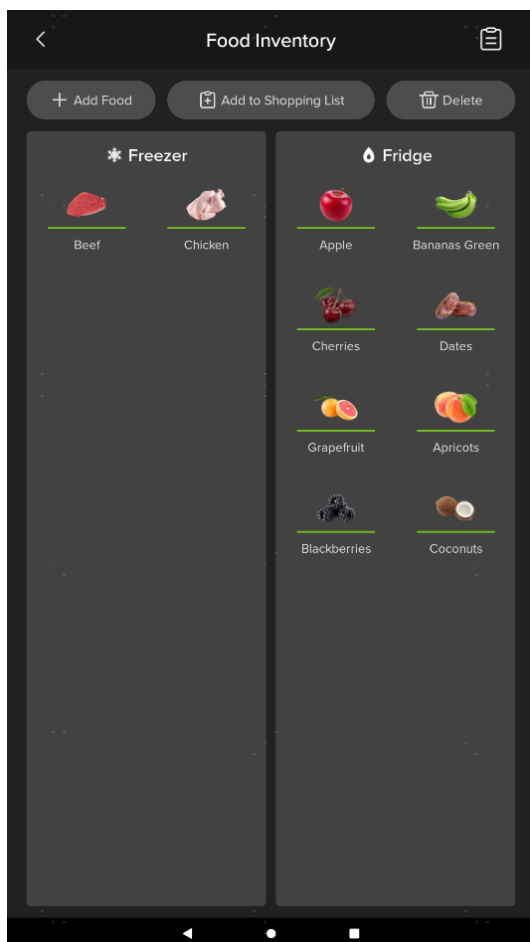 Food Inventory
Add Food
Add to Shopping List
Delete
Freezer
Beef
Chicken
Fridge
Apple
Bananas Green
Cherries
Dates
Grapefruit
Apricots
Blackberries
Coconuts